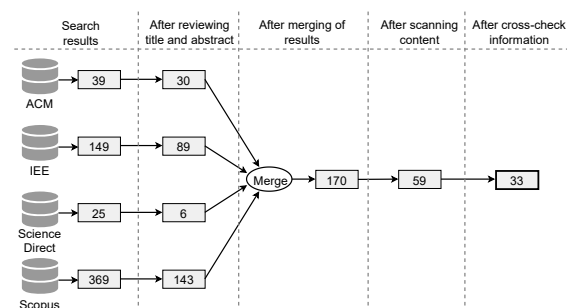 Search results
After reviewing title and abstract
After merging of results
After scanning content
After cross-check information
39
30
ACM
149
89
IEE
Merge
170
59
33
25
6
Science
Direct
369
143
Scopus